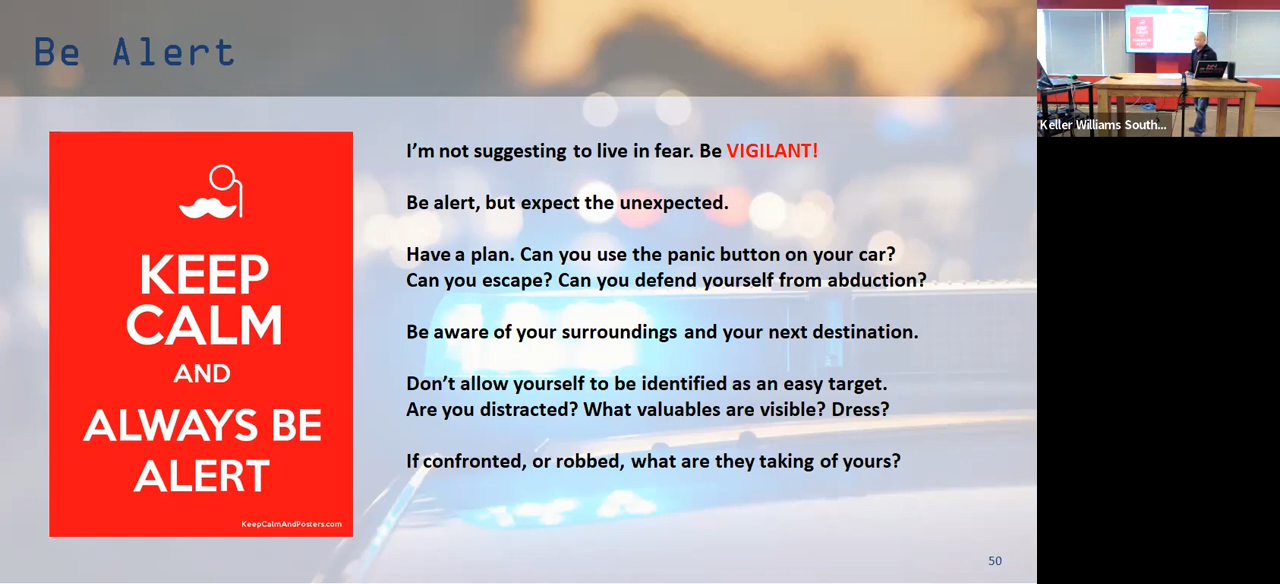 Be Alert
KEEP
CALM
AND
ALWAYS BE
ALERT
KeepCalmAndPosters.com
I'm not suggesting to live in fear. Be VIGILANT!
Be alert, but expect the unexpected.
Have a plan. Can you use the panic button on your car?
Can you escape? Can you defend yourself from abduction?
Be aware of your surroundings and your next destination.
Don't allow yourself to be identified as an easy target.
Are you distracted? What valuables are visible? Dress?
If confronted, or robbed, what are they taking of yours?
50
Keller Williams South...